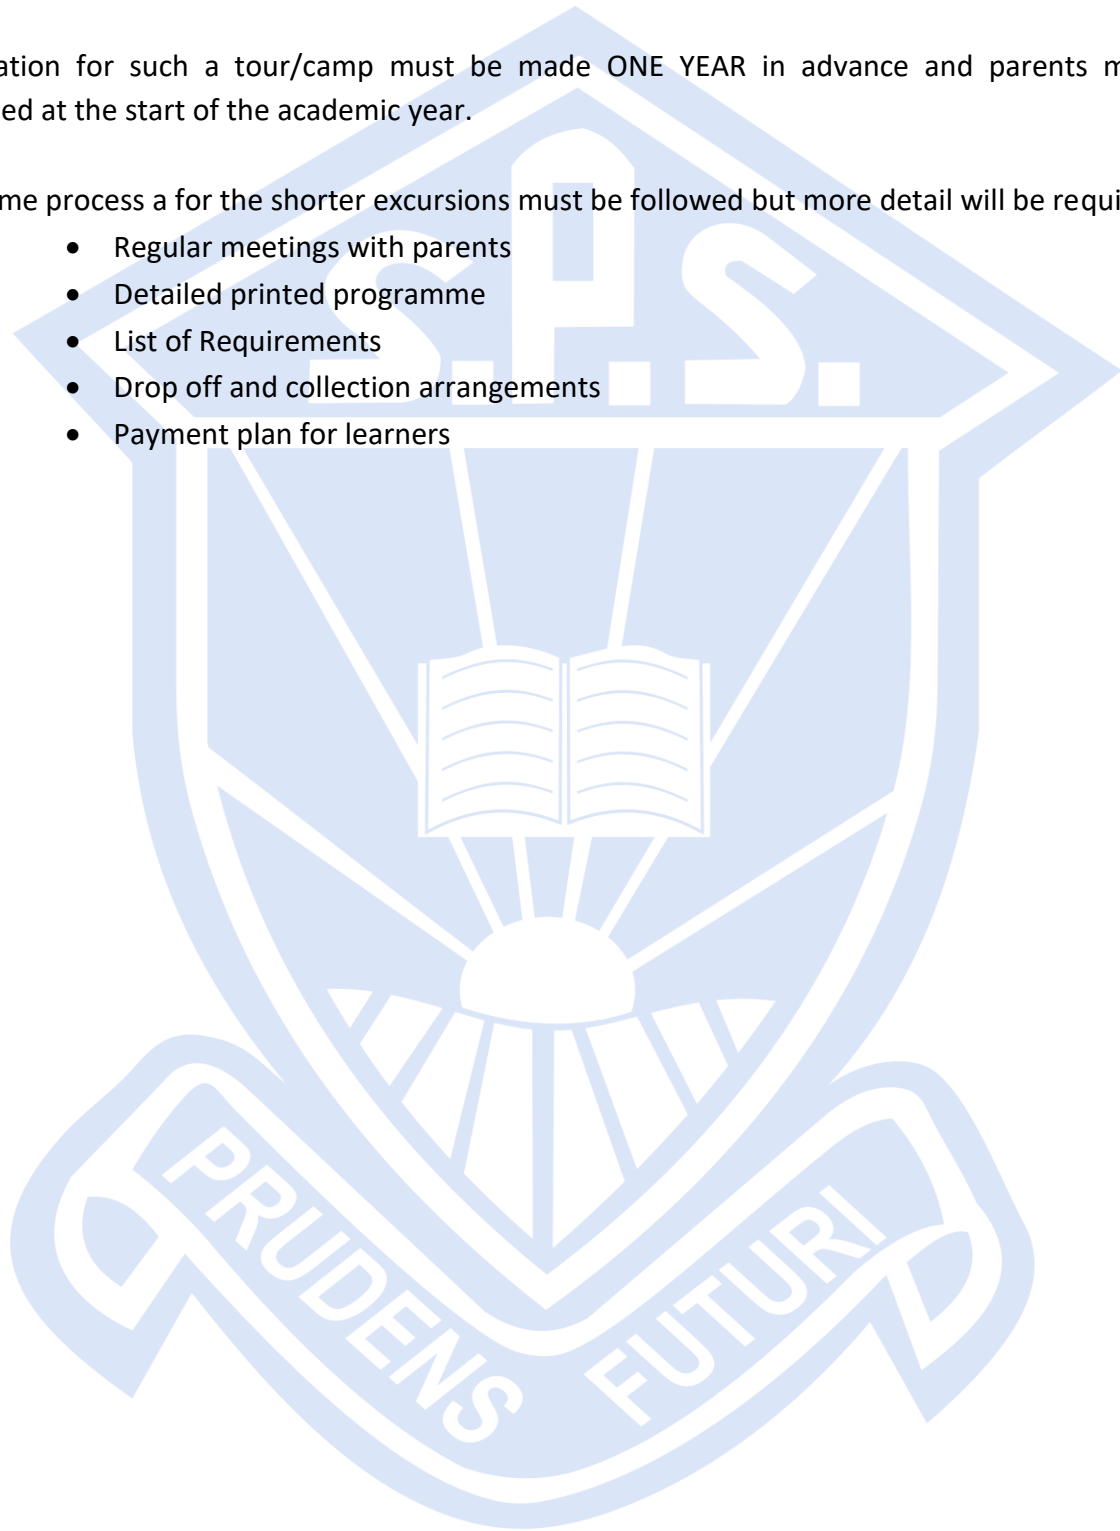 ation for such a tour/camp must be made ONE YEAR in advance and parents m
ed at the start of the academic year.
me process a for the shorter excursions must be followed but more detail will be requi
• Regular meetings with parents
• Detailed printed programme
• List of Requirements
• Drop off and collection arrangements
• Payment plan for learners
S.P.S.
PRUDENS FUTURI